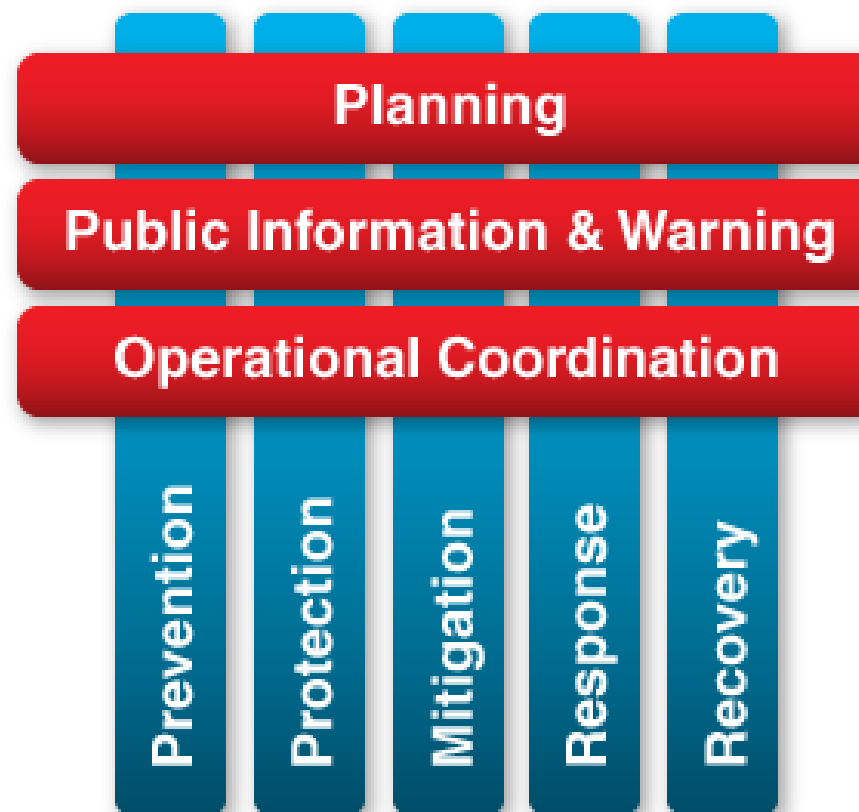 Planning
Public Information & Warning
Operational Coordination
Prevention
Protection
Mitigation
Response
Recovery